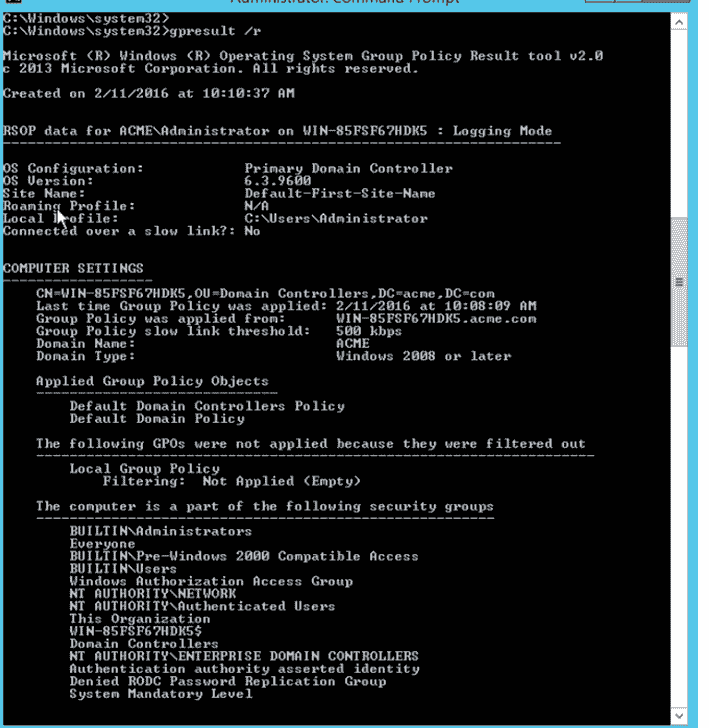 Administrator: Command Prompt
C:\Windows\system32>
C:\Windows\system32>gpresult /r
Microsoft (R) Windows (R) Operating System Group Policy Result tool v2.0
c 2013 Microsoft Corporation. All rights reserved.
Created on 2/11/2016 at 10:10:37 AM
RSOP data for ACME\Administrator on WIN-85FSF67HDK5 : Logging Mode
------------------------------------------------------------------
OS Configuration:            Primary Domain Controller
OS Version:                  6.3.9600
Site Name:                   Default-First-Site-Name
Roaming Profile:             N/A
Local Profile:               C:\Users\Administrator
Connected over a slow link?: No
COMPUTER SETTINGS
------------------
CN=WIN-85FSF67HDK5,OU=Domain Controllers,DC=acme,DC=com
Last time Group Policy was applied: 2/11/2016 at 10:08:09 AM
Group Policy was applied from:      WIN-85FSF67HDK5.acme.com
Group Policy slow link threshold:   500 kbps
Domain Name:                        ACME
Domain Type:                        Windows 2008 or later
Applied Group Policy Objects
-----------------------------
Default Domain Controllers Policy
Default Domain Policy
The following GPOs were not applied because they were filtered out
-------------------------------------------------------------------
Local Group Policy
Filtering:  Not Applied (Empty)
The computer is a part of the following security groups
-------------------------------------------------------
BUILTIN\Administrators
Everyone
BUILTIN\Pre-Windows 2000 Compatible Access
BUILTIN\Users
Windows Authorization Access Group
NT AUTHORITY\NETWORK
NT AUTHORITY\Authenticated Users
This Organization
WIN-85FSF67HDK5$
Domain Controllers
NT AUTHORITY\ENTERPRISE DOMAIN CONTROLLERS
Authentication authority asserted identity
Denied RODC Password Replication Group
System Mandatory Level